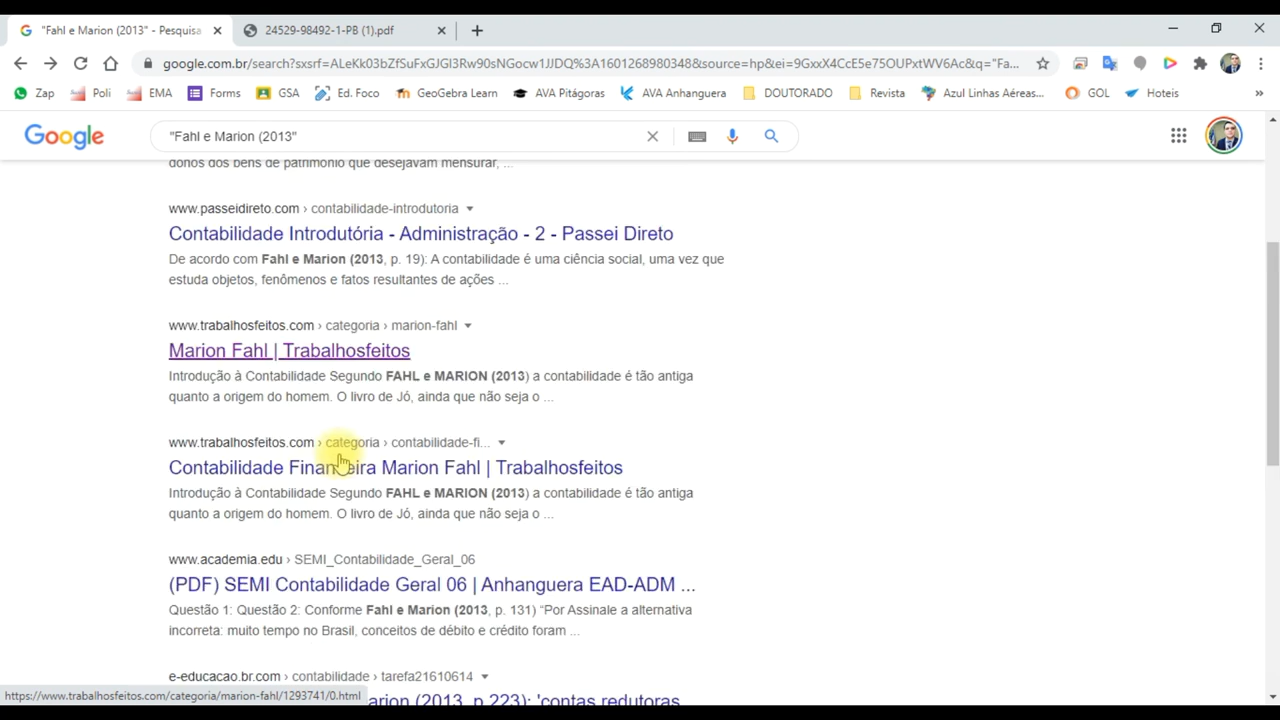 "Fahl e Marion (2013" - Pesquisa
24529-98492-1-PB (1).pdf
google.com.br/search?sxsrf=ALeKk03bZfSuFxGJGI3Rw90sNGocw1JJDQ%3A1601268980348&source=hp&ei=9GxxX4CcE5e75OUPxtWV6Ac&q="Fa...
Zap
Poli
EMA
Forms
GSA
Ed. Foco
GeoGebra Learn
AVA Pitágoras
AVA Anhanguera
DOUTORADO
Revista
Azul Linhas Aéreas...
GOL
Hoteis
»
Google
"Fahl e Marion (2013"
donos dos bens de patrimônio que desejavam mensurar, ...
www.passeidireto.com › contabilidade-introdutoria
Contabilidade Introdutória - Administração - 2 - Passei Direto
De acordo com Fahl e Marion (2013, p. 19): A contabilidade é uma ciência social, uma vez que
estuda objetos, fenômenos e fatos resultantes de ações ...
www.trabalhosfeitos.com › categoria › marion-fahl
Marion Fahl | Trabalhosfeitos
Introdução à Contabilidade Segundo FAHL e MARION (2013) a contabilidade é tão antiga
quanto a origem do homem. O livro de Jó, ainda que não seja o ...
www.trabalhosfeitos.com › categoria › contabilidade-fi...
Contabilidade Financeira Marion Fahl | Trabalhosfeitos
Introdução à Contabilidade Segundo FAHL e MARION (2013) a contabilidade é tão antiga
quanto a origem do homem. O livro de Jó, ainda que não seja o ...
www.academia.edu › SEMI_Contabilidade_Geral_06
(PDF) SEMI Contabilidade Geral 06 | Anhanguera EAD-ADM ...
Questão 1: Questão 2: Conforme Fahl e Marion (2013, p. 131) “Por Assinale a alternativa
incorreta: muito tempo no Brasil, conceitos de débito e crédito foram ...
e-educacao.br.com › contabilidade › tarefa21610614
arion (2013, p.223): 'contas redutoras
https://www.trabalhosfeitos.com/categoria/marion-fahl/1293741/0.html